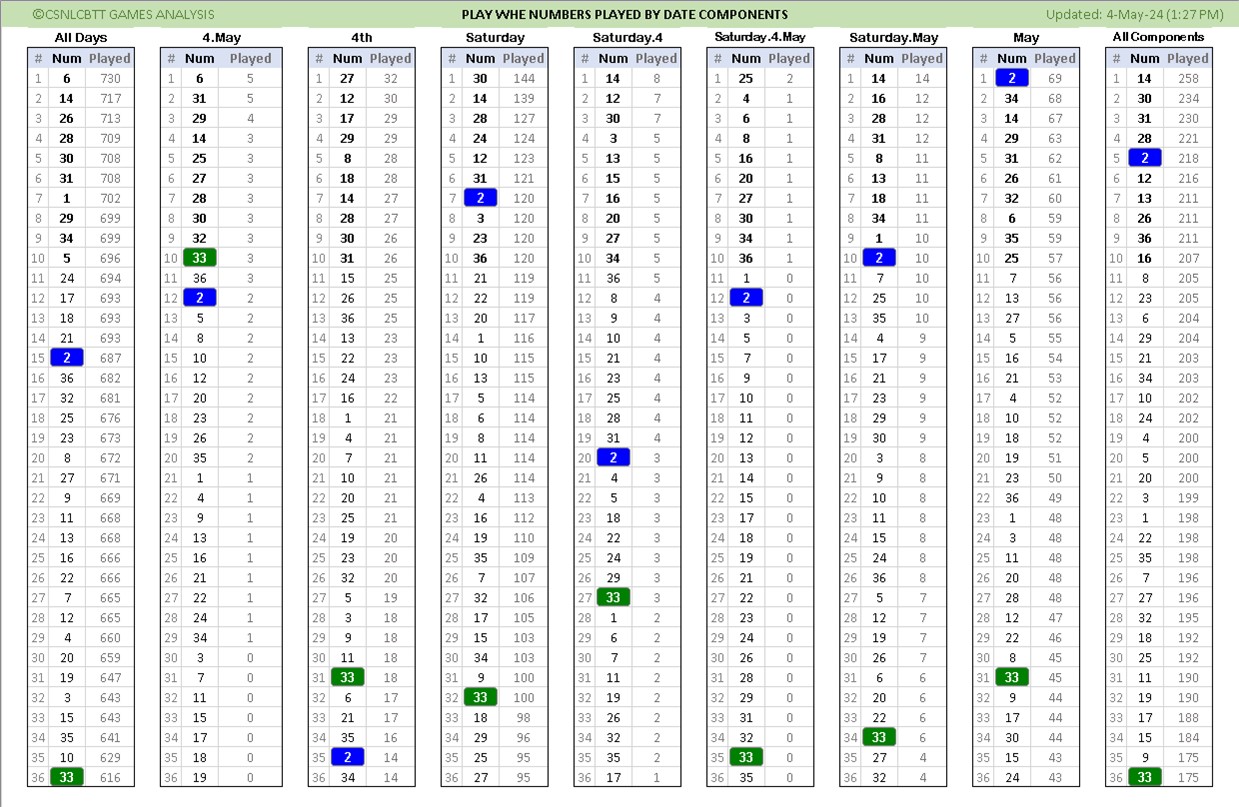 ©CSNLCBTT GAMES ANALYSIS PLAY WHE NUMBERS PLAYED BY DATE COMPONENTS Updated: 4-May-24 (1:27 PM)
All Days 4.May 4th Saturday Saturday.4 Saturday.4.May Saturday.May May All Components
# Num Played # Num Played # Num Played # Num Played # Num Played # Num Played # Num Played # Num Played # Num Played
1 6 730 1 6 5 1 27 32 1 30 144 1 14 8 1 25 2 1 14 14 1 2 69 1 14 258
2 14 717 2 31 5 2 12 30 2 14 139 2 12 7 2 4 1 2 16 12 2 34 68 2 30 234
3 26 713 3 29 4 3 17 29 3 28 127 3 30 7 3 6 1 3 28 12 3 14 67 3 31 230
4 28 709 4 14 3 4 29 29 4 24 124 4 3 5 4 8 1 4 31 12 4 29 63 4 28 221
5 30 708 5 25 3 5 8 28 5 12 123 5 13 5 5 16 1 5 8 11 5 31 62 5 2 218
6 31 708 6 27 3 6 18 28 6 31 121 6 15 5 6 20 1 6 13 11 6 26 61 6 12 216
7 1 702 7 28 3 7 14 27 7 2 120 7 16 5 7 27 1 7 18 11 7 32 60 7 13 211
8 29 699 8 30 3 8 28 27 8 3 120 8 20 5 8 30 1 8 34 11 8 6 59 8 26 211
9 34 699 9 32 3 9 30 26 9 23 120 9 27 5 9 34 1 9 1 10 9 35 59 9 36 211
10 5 696 10 33 3 10 31 26 10 36 120 10 34 5 10 36 1 10 2 10 10 25 57 10 16 207
11 24 694 11 36 3 11 15 25 11 21 119 11 36 5 11 1 0 11 7 10 11 7 56 11 8 205
12 17 693 12 2 2 12 26 25 12 22 119 12 8 4 12 2 0 12 25 10 12 13 56 12 23 205
13 18 693 13 5 2 13 36 25 13 20 117 13 9 4 13 3 0 13 35 10 13 27 56 13 6 204
14 21 693 14 8 2 14 13 23 14 1 116 14 10 4 14 5 0 14 4 9 14 5 55 14 29 204
15 2 687 15 10 2 15 22 23 15 10 115 15 21 4 15 7 0 15 17 9 15 16 54 15 21 203
16 36 682 16 12 2 16 24 23 16 13 115 16 23 4 16 9 0 16 21 9 16 21 53 16 34 203
17 32 681 17 20 2 17 16 22 17 5 114 17 25 4 17 10 0 17 23 9 17 4 52 17 10 202
18 25 676 18 23 2 18 1 21 18 6 114 18 28 4 18 11 0 18 29 9 18 10 52 18 24 202
19 23 673 19 26 2 19 4 21 19 8 114 19 31 4 19 12 0 19 30 9 19 18 52 19 4 200
20 8 672 20 35 2 20 7 21 20 11 114 20 2 3 20 13 0 20 3 8 20 19 51 20 5 200
21 27 671 21 1 1 21 10 21 21 26 114 21 4 3 21 14 0 21 9 8 21 23 50 21 20 200
22 9 669 22 4 1 22 20 21 22 4 113 22 5 3 22 15 0 22 10 8 22 36 49 22 3 199
23 11 668 23 9 1 23 25 21 23 16 112 23 18 3 23 17 0 23 11 8 23 1 48 23 1 198
24 13 668 24 13 1 24 19 20 24 19 110 24 22 3 24 18 0 24 15 8 24 3 48 24 22 198
25 16 666 25 16 1 25 23 20 25 35 109 25 24 3 25 19 0 25 24 8 25 11 48 25 35 198
26 22 666 26 21 1 26 32 20 26 7 107 26 29 3 26 21 0 26 36 8 26 20 48 26 7 196
27 7 665 27 22 1 27 5 19 27 32 106 27 33 3 27 22 0 27 5 7 27 28 48 27 27 196
28 12 665 28 24 1 28 3 18 28 17 105 28 1 2 28 23 0 28 12 7 28 12 47 28 32 195
29 4 660 29 34 1 29 9 18 29 15 103 29 6 2 29 24 0 29 19 7 29 22 46 29 18 192
30 20 659 30 3 0 30 11 18 30 34 103 30 7 2 30 26 0 30 26 7 30 8 45 30 25 192
31 19 647 31 7 0 31 33 18 31 9 100 31 11 2 31 28 0 31 6 6 31 33 45 31 11 190
32 3 643 32 11 0 32 6 17 32 33 100 32 19 2 32 29 0 32 20 6 32 9 44 32 19 190
33 15 643 33 15 0 33 21 17 33 18 98 33 26 2 33 31 0 33 22 6 33 17 44 33 17 188
34 35 641 34 17 0 34 35 16 34 29 96 34 32 2 34 32 0 34 33 6 34 30 44 34 15 184
35 10 629 35 18 0 35 2 14 35 25 95 35 35 2 35 33 0 35 27 4 35 15 43 35 9 175
36 33 616 36 19 0 36 34 14 36 27 95 36 17 1 36 35 0 36 32 4 36 24 43 36 33 175